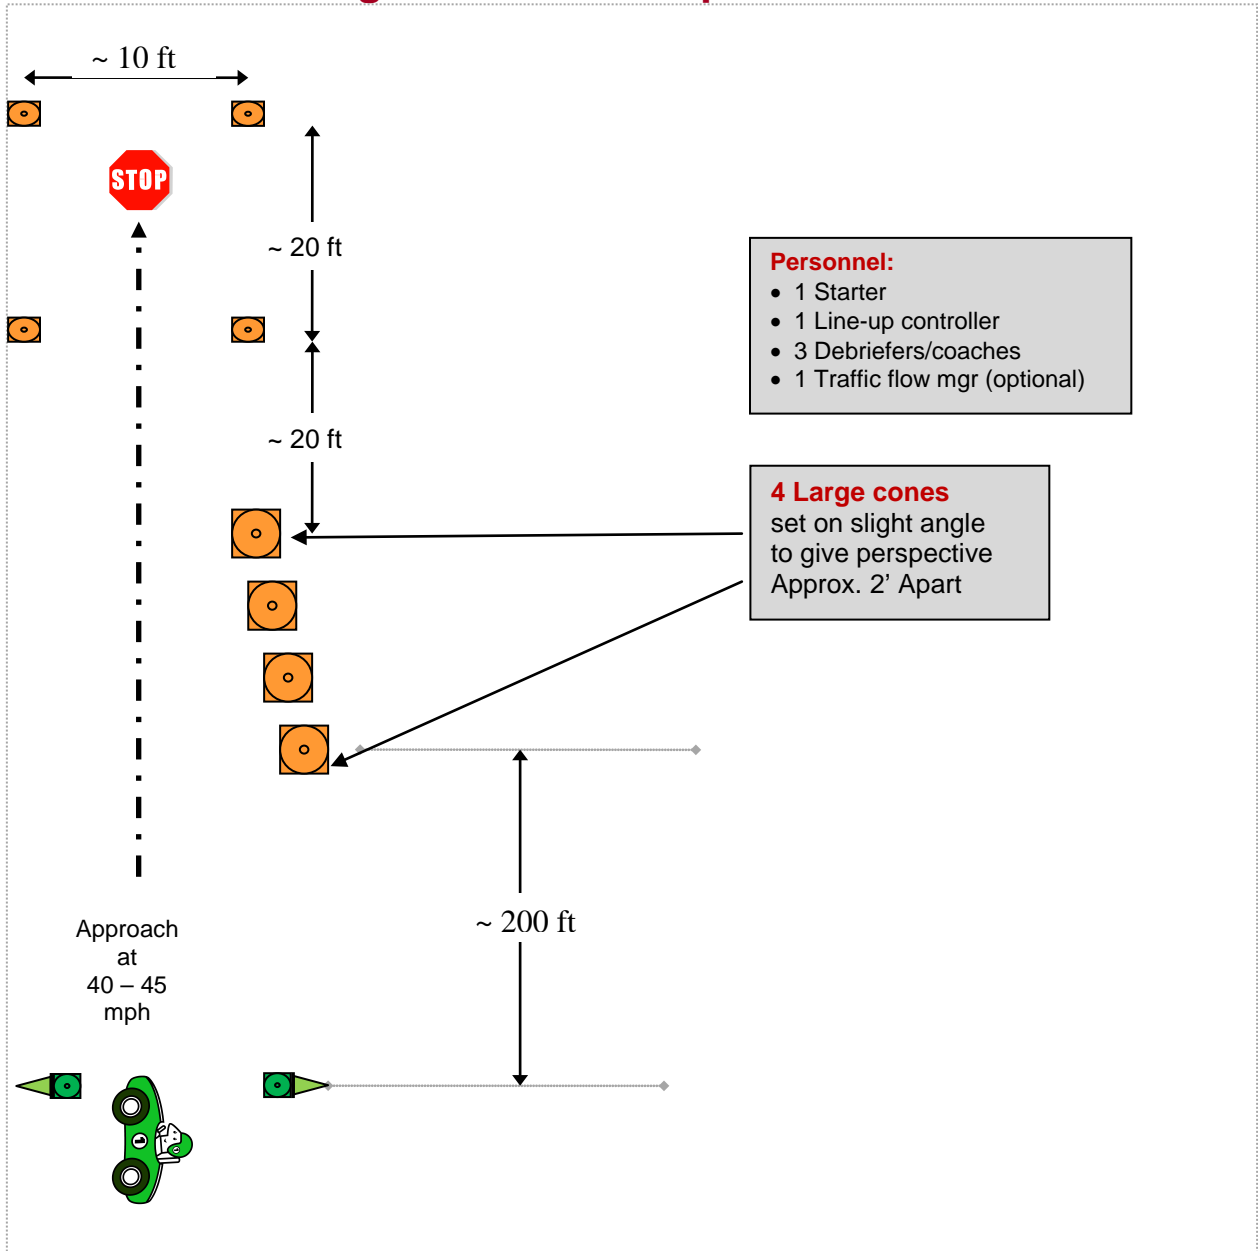 ~ 10 ft
STOP
~ 20 ft
Personnel:
• 1 Starter
• 1 Line-up controller
• 3 Debriefers/coaches
• 1 Traffic flow mgr (optional)
~ 20 ft
4 Large cones
set on slight angle
to give perspective
Approx. 2’ Apart
~ 200 ft
Approach
at
40 – 45
mph
1